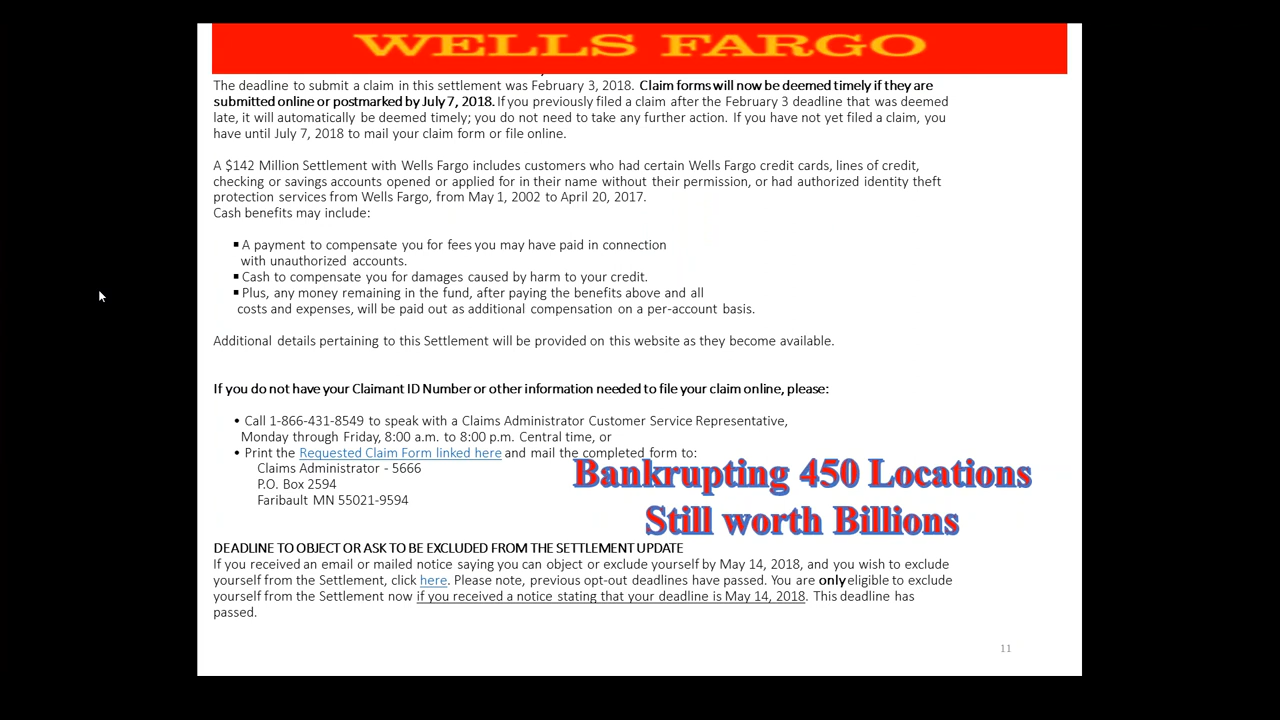 WELLS FARGO
The deadline to submit a claim in this settlement was February 3, 2018. Claim forms will now be deemed timely if they are
submitted online or postmarked by July 7, 2018. If you previously filed a claim after the February 3 deadline that was deemed
late, it will automatically be deemed timely; you do not need to take any further action. If you have not yet filed a claim, you
have until July 7, 2018 to mail your claim form or file online.
A $142 Million Settlement with Wells Fargo includes customers who had certain Wells Fargo credit cards, lines of credit,
checking or savings accounts opened or applied for in their name without their permission, or had authorized identity theft
protection services from Wells Fargo, from May 1, 2002 to April 20, 2017.
Cash benefits may include:
▪ A payment to compensate you for fees you may have paid in connection
with unauthorized accounts.
▪ Cash to compensate you for damages caused by harm to your credit.
▪ Plus, any money remaining in the fund, after paying the benefits above and all
costs and expenses, will be paid out as additional compensation on a per-account basis.
Additional details pertaining to this Settlement will be provided on this website as they become available.
If you do not have your Claimant ID Number or other information needed to file your claim online, please:
• Call 1-866-431-8549 to speak with a Claims Administrator Customer Service Representative,
Monday through Friday, 8:00 a.m. to 8:00 p.m. Central time, or
• Print the Requested Claim Form linked here and mail the completed form to:
Claims Administrator - 5666
P.O. Box 2594
Faribault MN 55021-9594
Bankrupting 450 Locations
Still worth Billions
DEADLINE TO OBJECT OR ASK TO BE EXCLUDED FROM THE SETTLEMENT UPDATE
If you received an email or mailed notice saying you can object or exclude yourself by May 14, 2018, and you wish to exclude
yourself from the Settlement, click here. Please note, previous opt-out deadlines have passed. You are only eligible to exclude
yourself from the Settlement now if you received a notice stating that your deadline is May 14, 2018. This deadline has
passed.
11